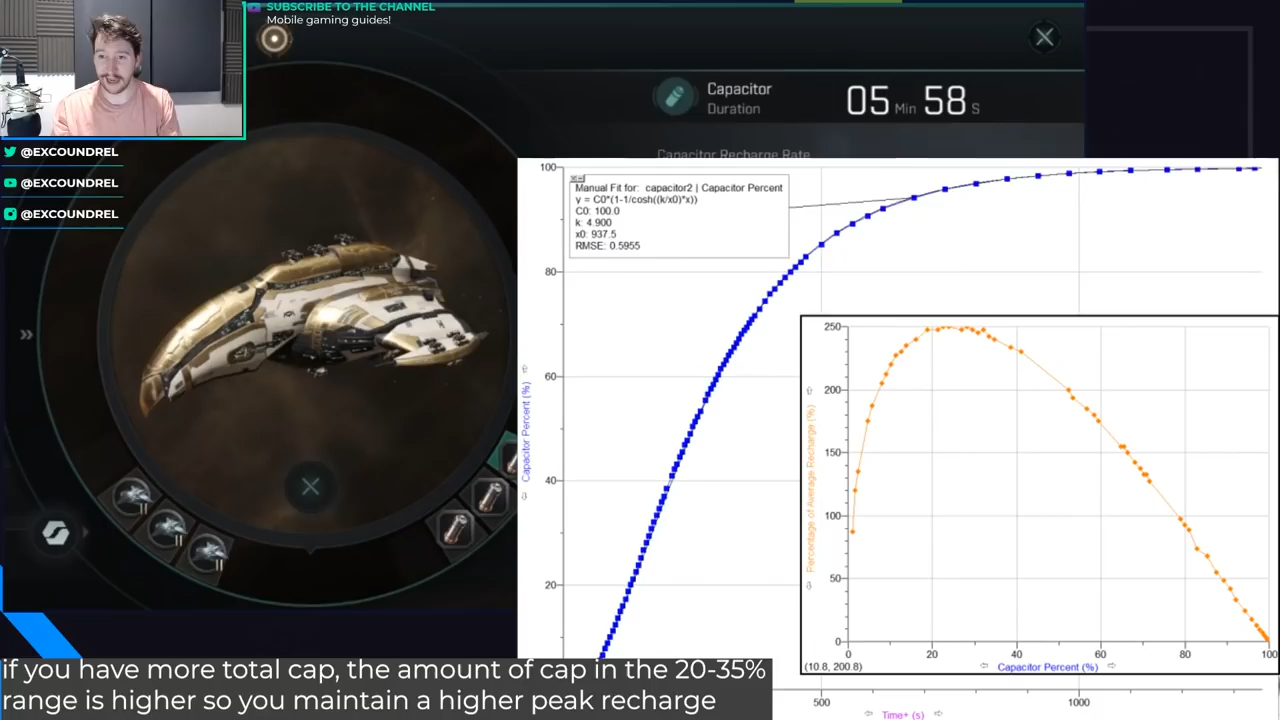 SUBSCRIBE TO THE CHANNEL
Mobile gaming guides!
@EXCOUNDREL
@EXCOUNDREL
@EXCOUNDREL
Capacitor
Duration
05 Min 58 S
Capacitor Recharge Rate
100
80
60
40
20
Capacitor Percent (%)
Manual Fit for: capacitor2 | Capacitor Percent
y = C0*(1-1/cosh((k/x0)*x))
C0: 100.0
k: 4.900
x0: 937.5
RMSE: 0.5955
250
200
150
100
50
0
Percentage of Average Recharge (%)
0 20 40 60 80 100
(10.8, 200.8)
Capacitor Percent (%)
500 1000
Time+ (s)
II
II
II
if you have more total cap, the amount of cap in the 20-35%
range is higher so you maintain a higher peak recharge